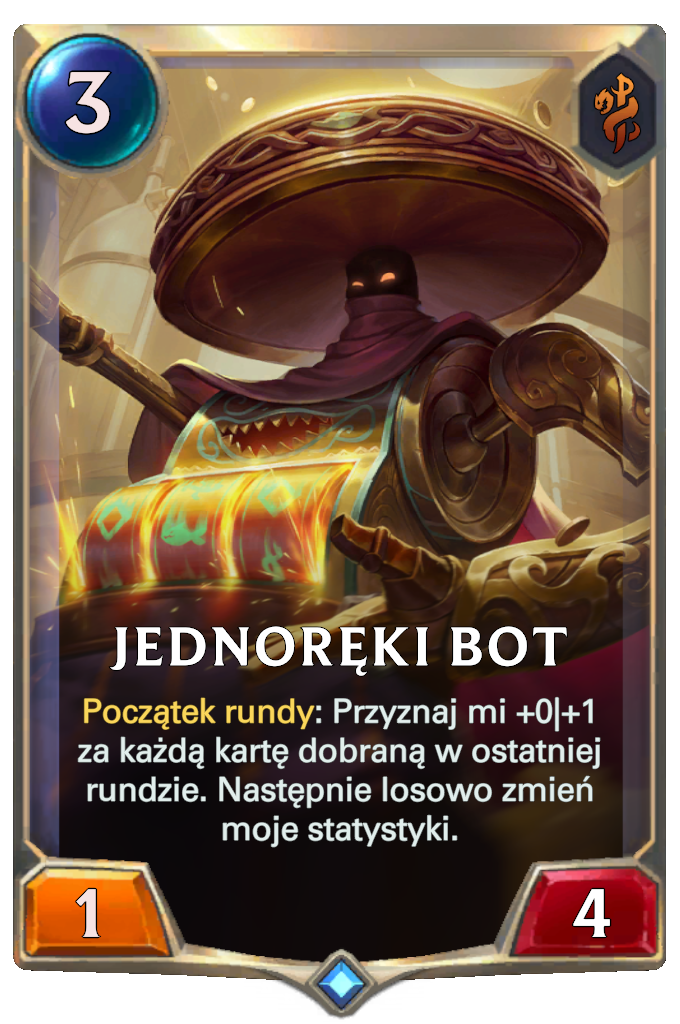 3
JEDNORĘKI BOT
Początek rundy: Przyznaj mi +0|+1
za każdą kartę dobraną w ostatniej
rundzie. Następnie losowo zmień
moje statystyki.
1
4